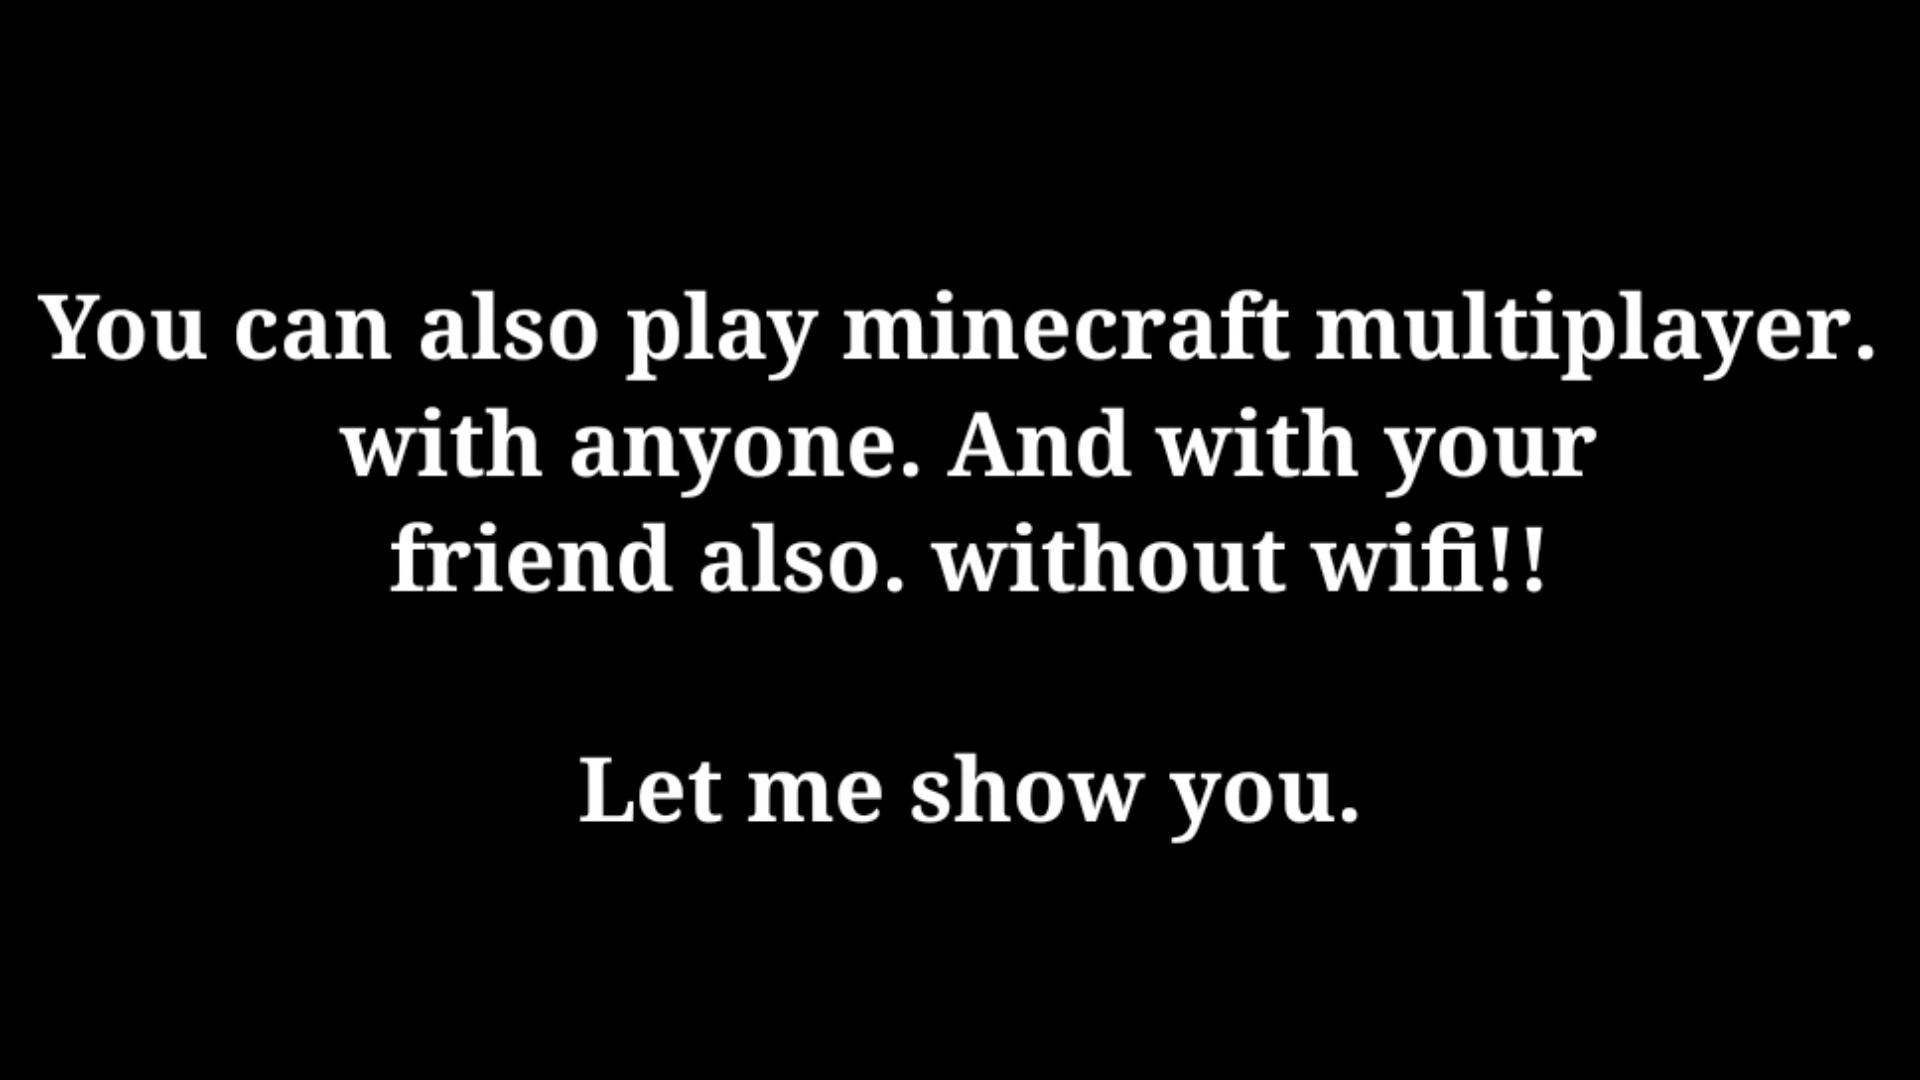 You can also play minecraft multiplayer.
with anyone. And with your
friend also. without wifi!!
Let me show you.